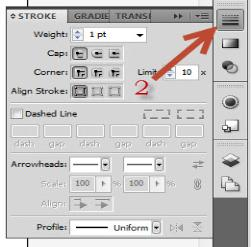 STROKE GRADIE TRANSI
Weight: 1 pt
Cap:
Corner: Limit: 10 x
2
Align Stroke:
Dashed Line
dash gap dash gap dash gap
Arrowheads:
Scale: 100 % 100 %
Align:
Profile: Uniform